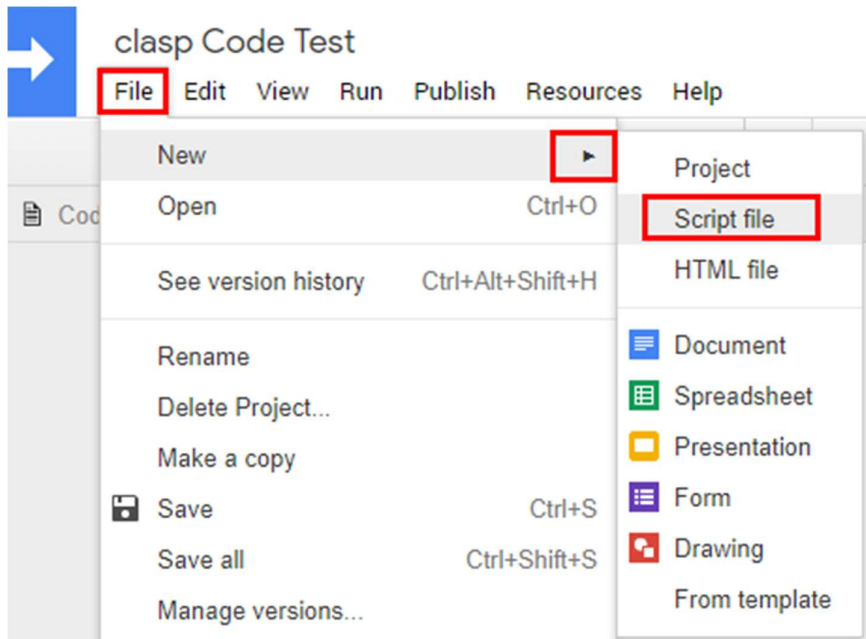 clasp Code Test
File Edit View Run Publish Resources Help
New
Open Ctrl+O
See version history Ctrl+Alt+Shift+H
Rename
Delete Project...
Make a copy
Save Ctrl+S
Save all Ctrl+Shift+S
Manage versions...
Project
Script file
HTML file
Document
Spreadsheet
Presentation
Form
Drawing
From template
Cod